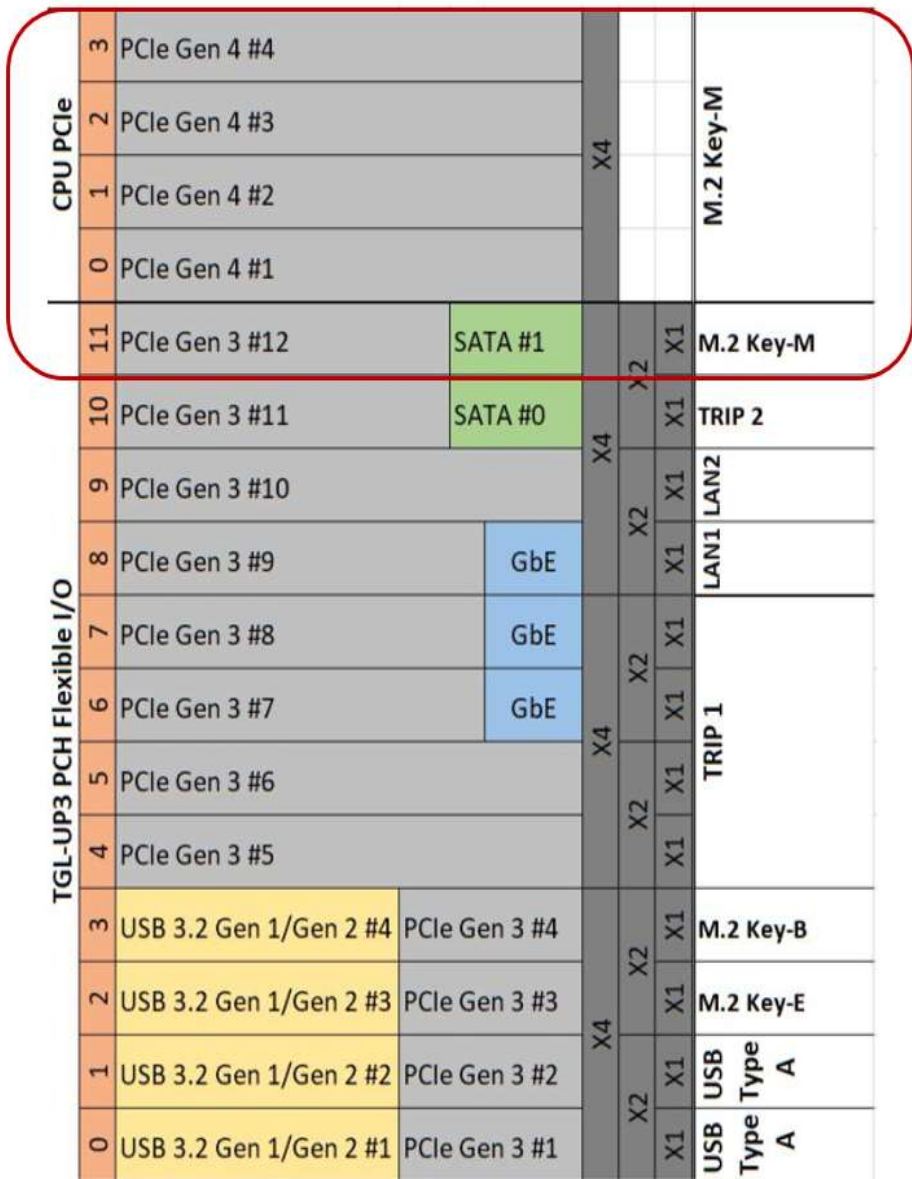 CPU PCIe
3 PCIe Gen 4 #4
2 PCIe Gen 4 #3
1 PCIe Gen 4 #2
0 PCIe Gen 4 #1
X4
M.2 Key-M
TGL-UP3 PCH Flexible I/O
11 PCIe Gen 3 #12 SATA #1 X1 M.2 Key-M
X2
10 PCIe Gen 3 #11 SATA #0 X1 TRIP 2
X4
9 PCIe Gen 3 #10 X1 LAN2
X2
8 PCIe Gen 3 #9 GbE X1 LAN1
7 PCIe Gen 3 #8 GbE X1
X2
6 PCIe Gen 3 #7 GbE X1
X4
TRIP 1
5 PCIe Gen 3 #6 X1
X2
4 PCIe Gen 3 #5 X1
3 USB 3.2 Gen 1/Gen 2 #4 PCIe Gen 3 #4 X1 M.2 Key-B
X2
2 USB 3.2 Gen 1/Gen 2 #3 PCIe Gen 3 #3 X1 M.2 Key-E
X4
1 USB 3.2 Gen 1/Gen 2 #2 PCIe Gen 3 #2 X1 USB Type A
X2
0 USB 3.2 Gen 1/Gen 2 #1 PCIe Gen 3 #1 X1 USB Type A